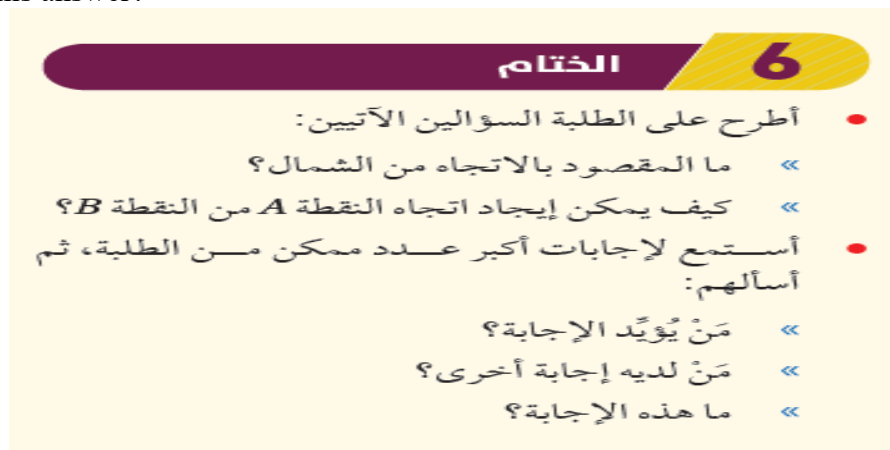 6 الختام
أطرح على الطلبة السؤالين الآتيين:
» ما المقصود بالاتجاه من الشمال؟
» كيف يمكن إيجاد اتجاه النقطة A من النقطة B؟
أستمع لإجابات أكبر عدد ممكن من الطلبة، ثم
أسألهم:
» مَنْ يُؤيِّد الإجابة؟
» مَنْ لديه إجابة أخرى؟
» ما هذه الإجابة؟